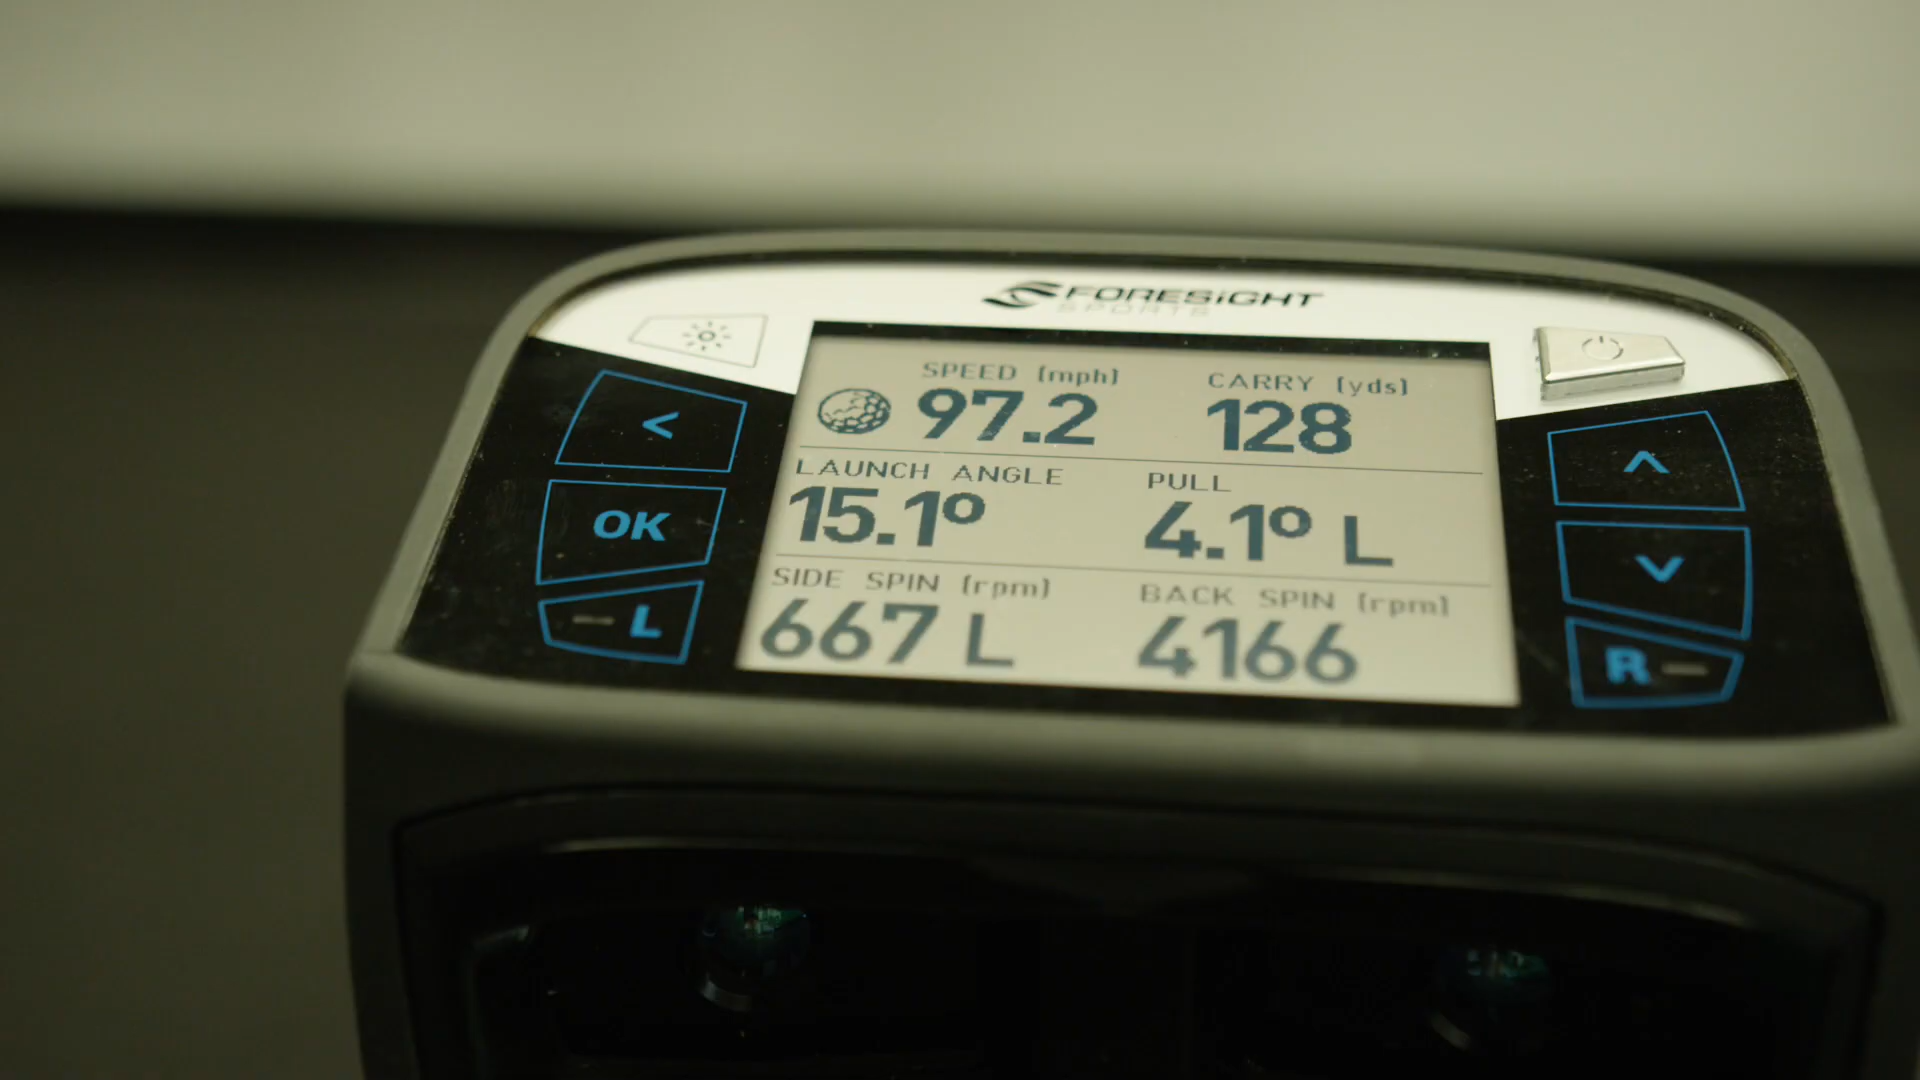 FORESiGHT
SPORTS
SPEED (mph) CARRY (yds)
97.2 128
LAUNCH ANGLE PULL
15.1º 4.1º L
SIDE SPIN (rpm) BACK SPIN (rpm)
667 L 4166
<
OK
L
^
v
R